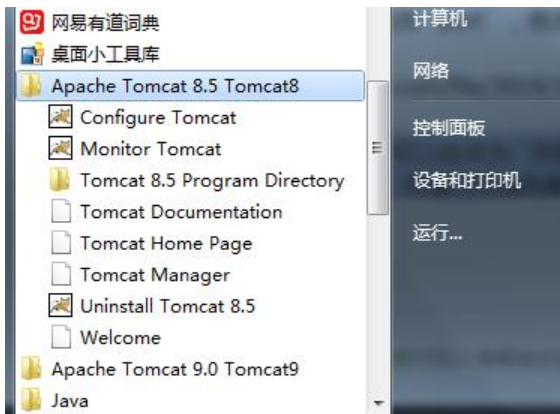 网易有道词典
桌面小工具库
Apache Tomcat 8.5 Tomcat8
Configure Tomcat
Monitor Tomcat
Tomcat 8.5 Program Directory
Tomcat Documentation
Tomcat Home Page
Tomcat Manager
Uninstall Tomcat 8.5
Welcome
Apache Tomcat 9.0 Tomcat9
Java
计算机
网络
控制面板
设备和打印机
运行...